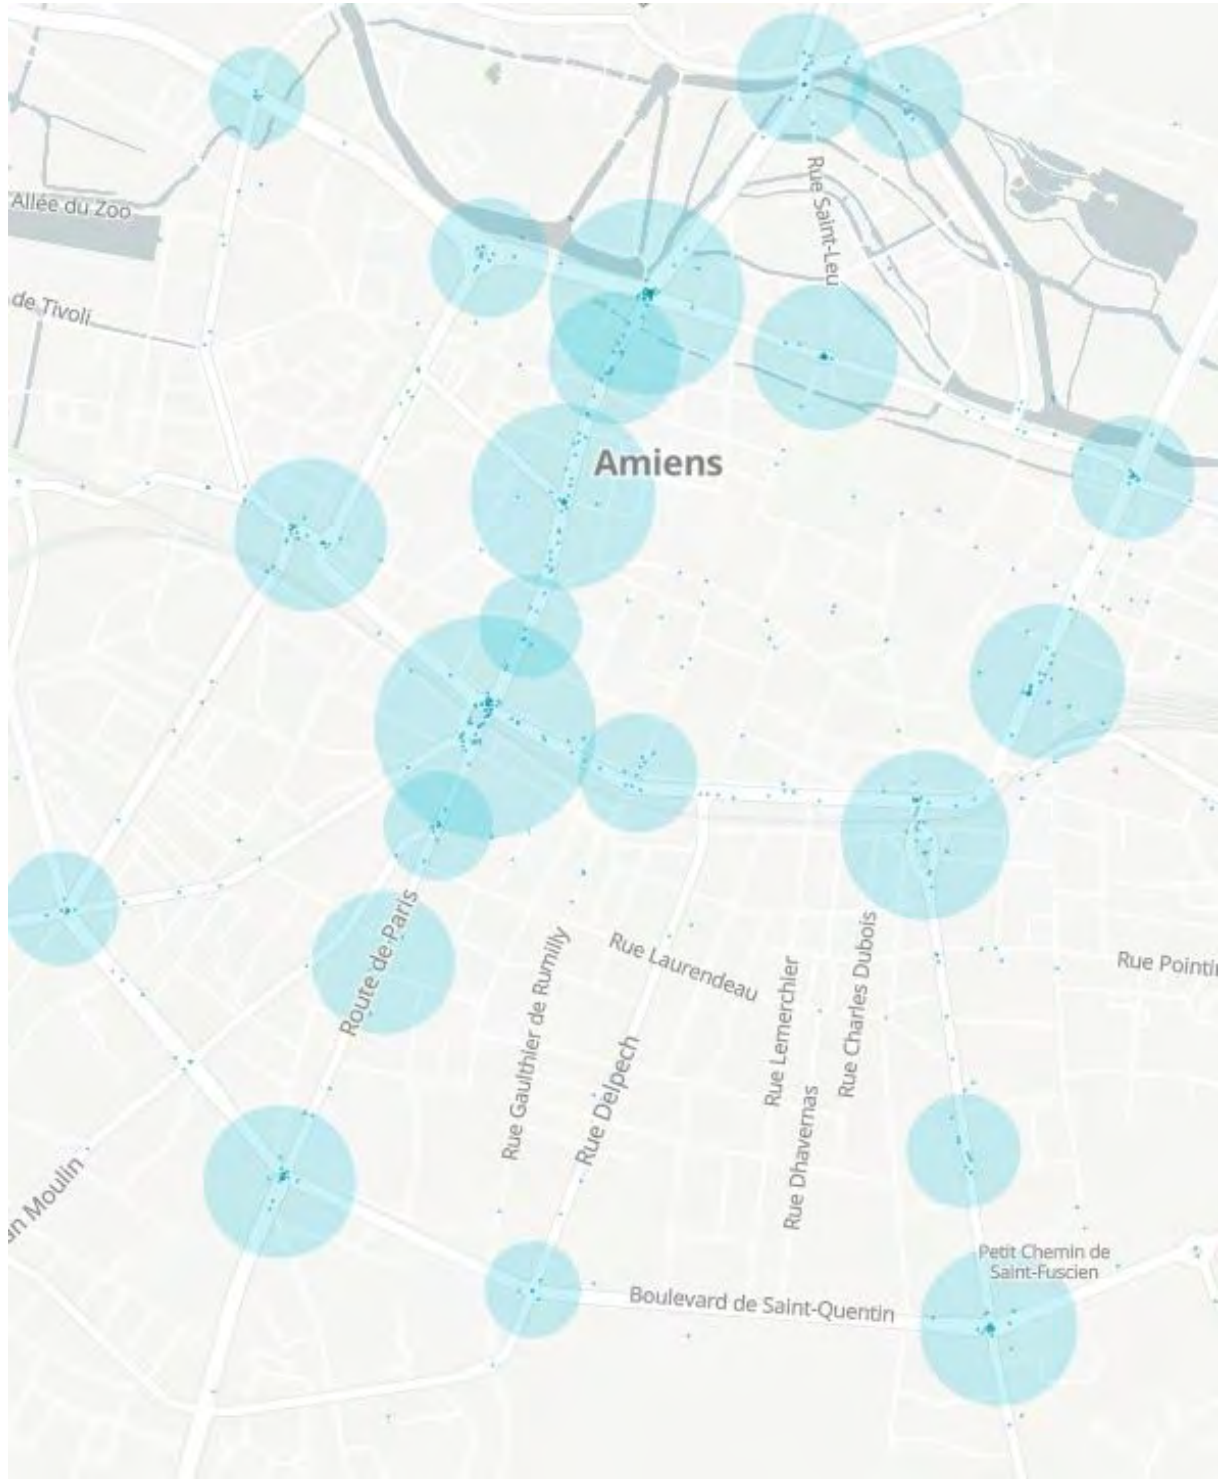 Allée du Zoo
Rue Saint-Leu
de Tivoli
Amiens
Route de Paris
Rue Gaulthier de Rumilly
Rue Laurendeau
Rue Delpech
Rue Lemerchier
Rue Dhavernas
Rue Charles Dubois
Rue Pointin
an Moulin
Petit Chemin de
Saint-Fuscien
Boulevard de Saint-Quentin